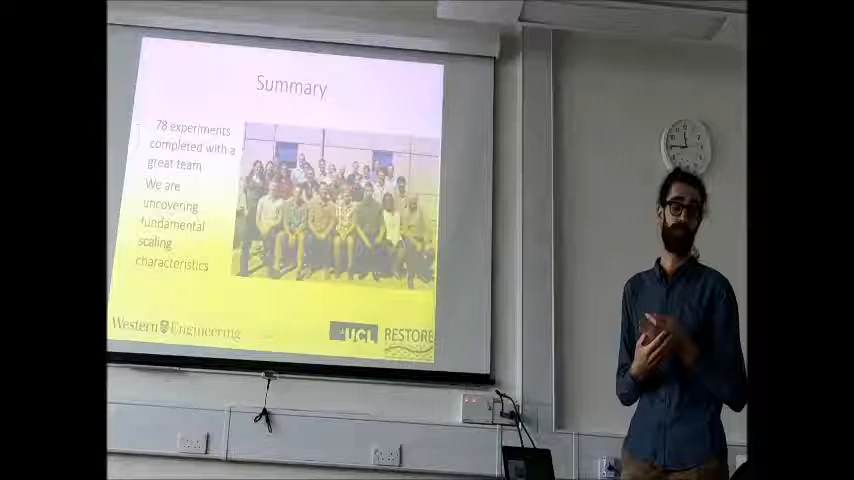 Summary
78 experiments
completed with a
great team
We are
uncovering
fundamental
scaling
characteristics
Western Engineering
UCL
RESTORE